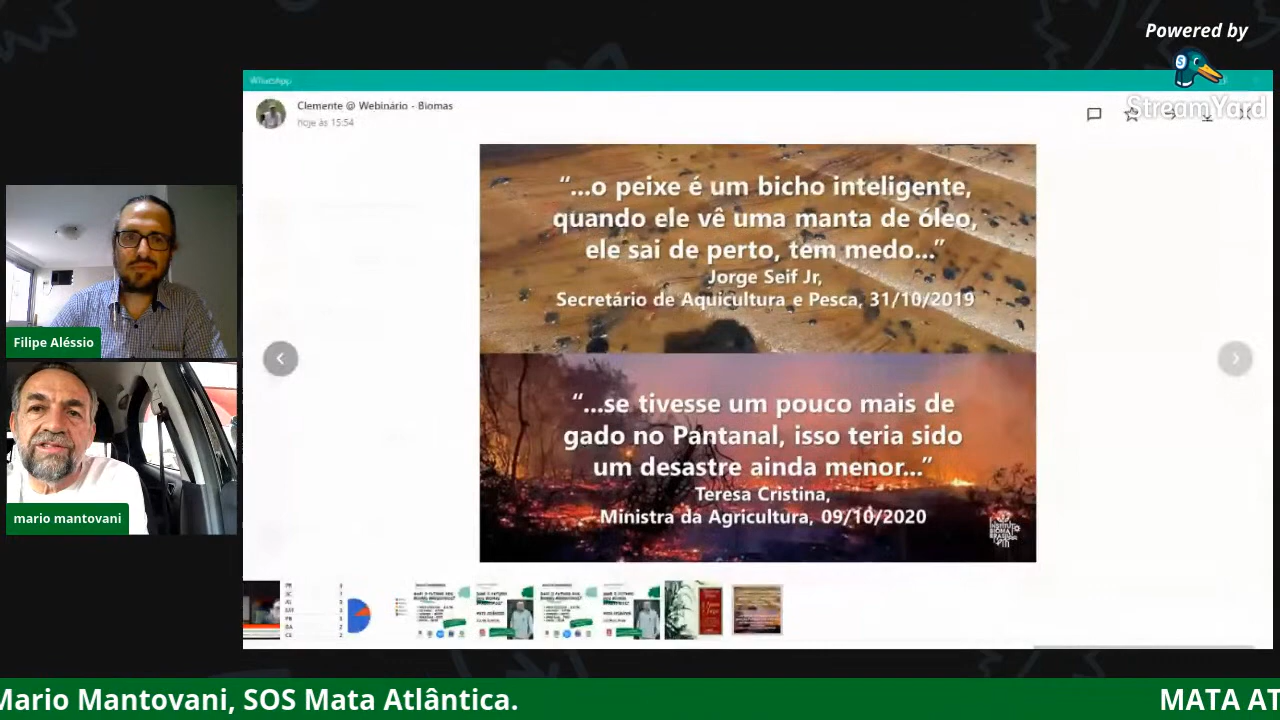 Powered by
StreamYard
WhatsApp
Clemente @ Webinário - Biomas
Hoje às 15:54
“...o peixe é um bicho inteligente,
quando ele vê uma manta de óleo,
ele sai de perto, tem medo...”
Jorge Seif Jr,
Secretário de Aquicultura e Pesca, 31/10/2019
“...se tivesse um pouco mais de
gado no Pantanal, isso teria sido
um desastre ainda menor...”
Teresa Cristina,
Ministra da Agricultura, 09/10/2020
Filipe Aléssio
mario mantovani
Mario Mantovani, SOS Mata Atlântica.
MATA AT